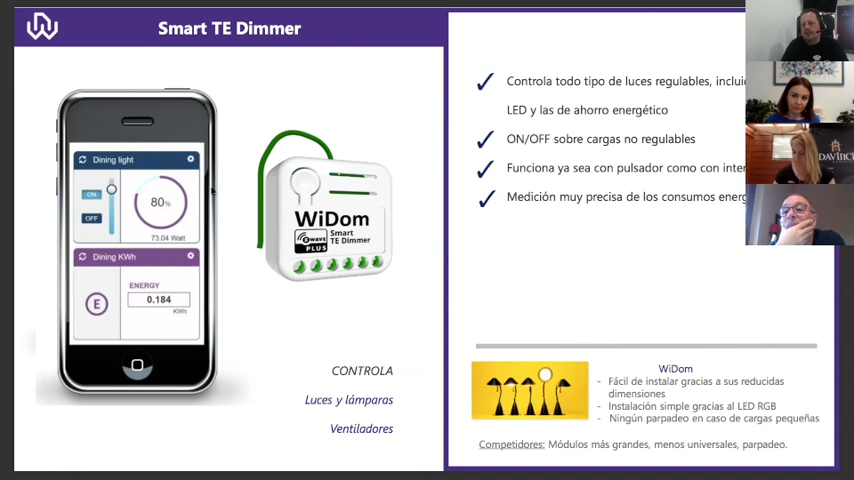 Smart TE Dimmer
Dining light
ON
OFF
80%
73.04 Watt
Dining KWh
E
ENERGY
0.184
KWh
WiDom
Z WAVE PLUS
Smart
TE Dimmer
CONTROLA
Luces y lámparas
Ventiladores
Controla todo tipo de luces regulables,
LED y las de ahorro energético
ON/OFF sobre cargas no regulables
Funciona ya sea con pulsador como con
Medición muy precisa de los consumos
WiDom
- Fácil de instalar gracias a sus reducidas
dimensiones
- Instalación simple gracias al LED RGB
- Ningún parpadeo en caso de cargas pequeñas
Competidores: Módulos más grandes, menos universales, parpadeo.
DAVINCI